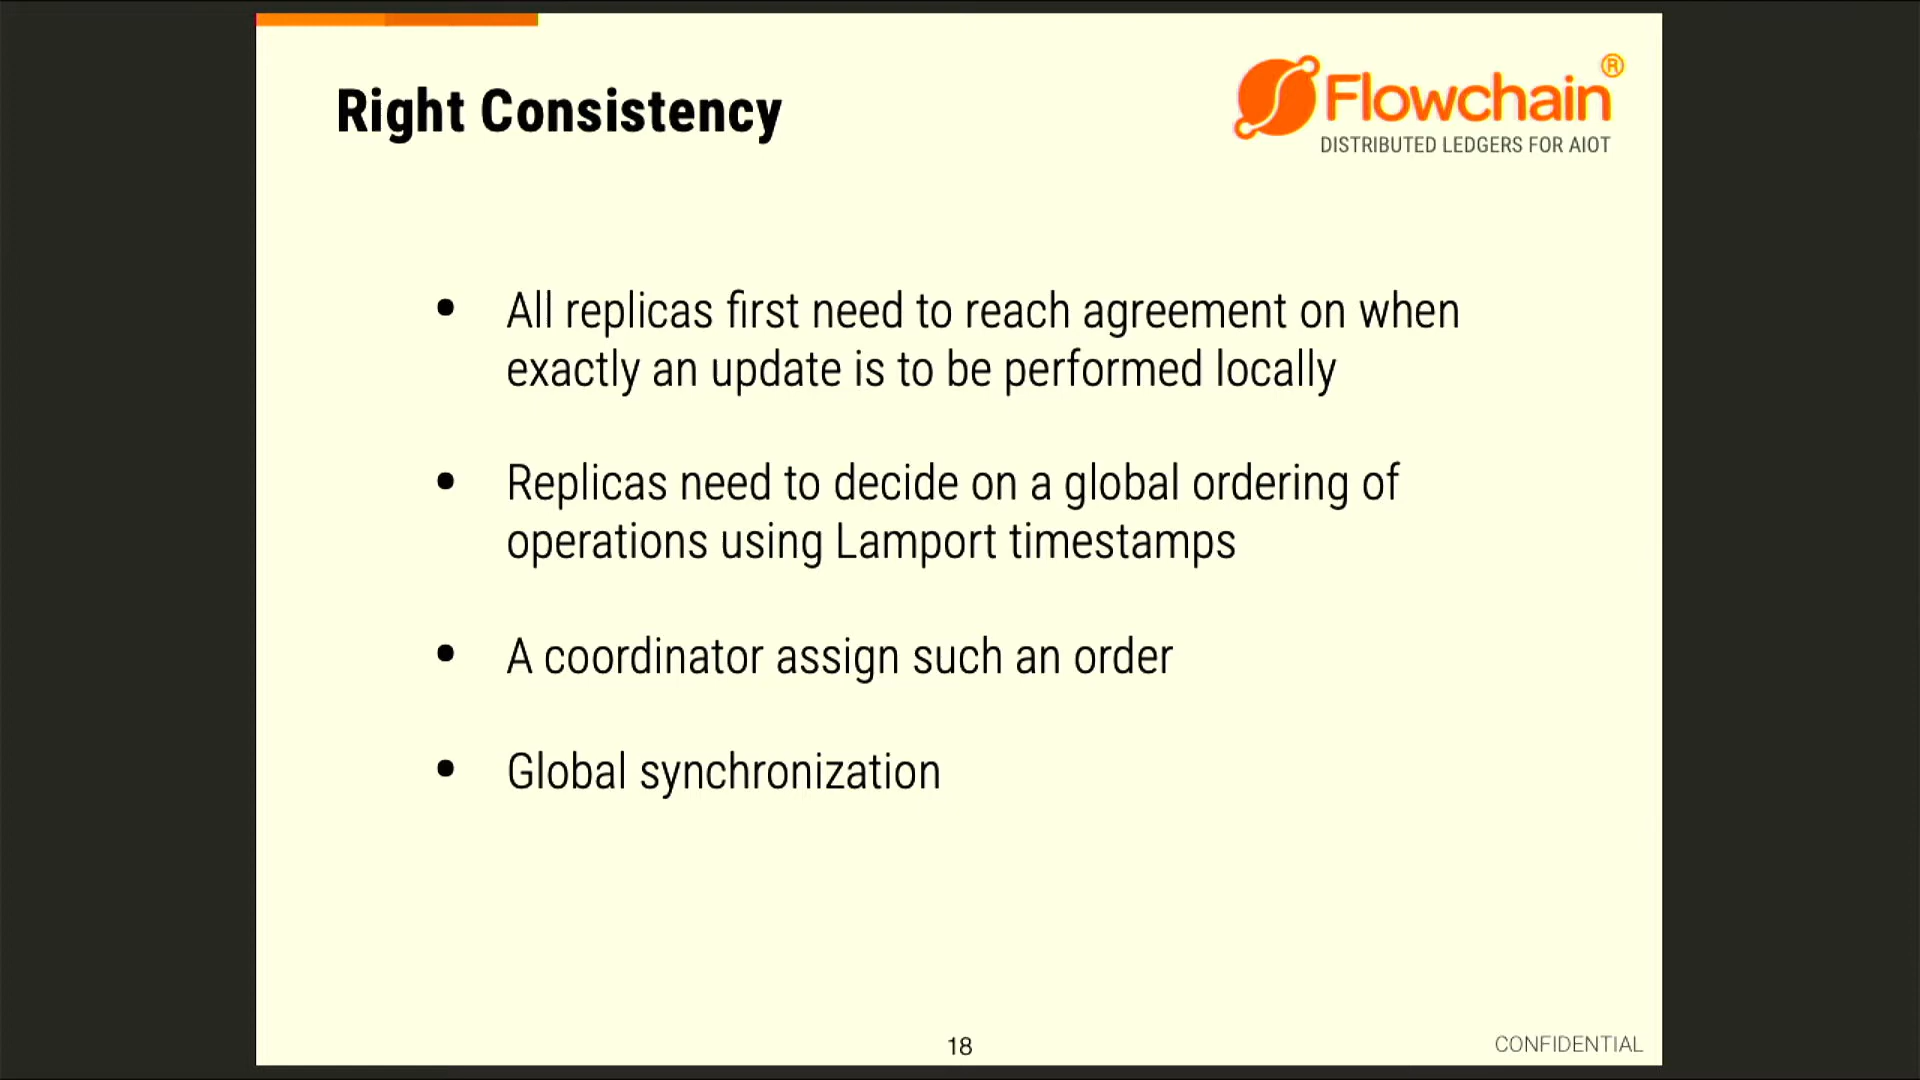 Right Consistency
Flowchain®
DISTRIBUTED LEDGERS FOR AIOT
• All replicas first need to reach agreement on when
exactly an update is to be performed locally
• Replicas need to decide on a global ordering of
operations using Lamport timestamps
• A coordinator assign such an order
• Global synchronization
18
CONFIDENTIAL